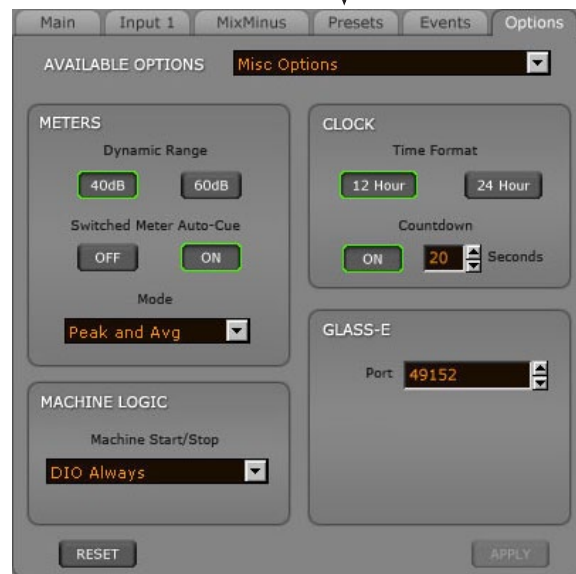 Main Input 1 MixMinus Presets Events Options
AVAILABLE OPTIONS Misc Options
METERS
Dynamic Range
40dB 60dB
Switched Meter Auto-Cue
OFF ON
Mode
Peak and Avg
MACHINE LOGIC
Machine Start/Stop
DIO Always
CLOCK
Time Format
12 Hour 24 Hour
Countdown
ON 20 Seconds
GLASS-E
Port 49152
RESET APPLY